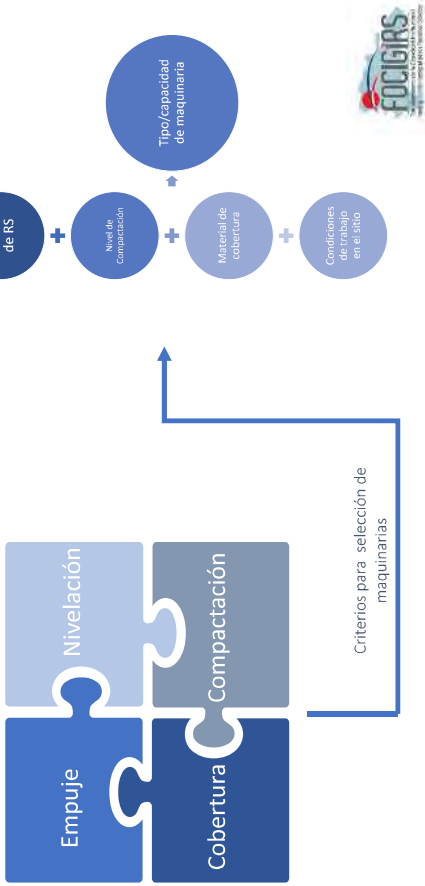 Empuje
Nivelación
Cobertura
Compactación
Criterios para selección de
maquinarias
de RS
Nivel de
Compactación
Material de
cobertura
Condiciones
de trabajo
en el sitio
Tipo/capacidad
de maquinaria
FOCIGIRS